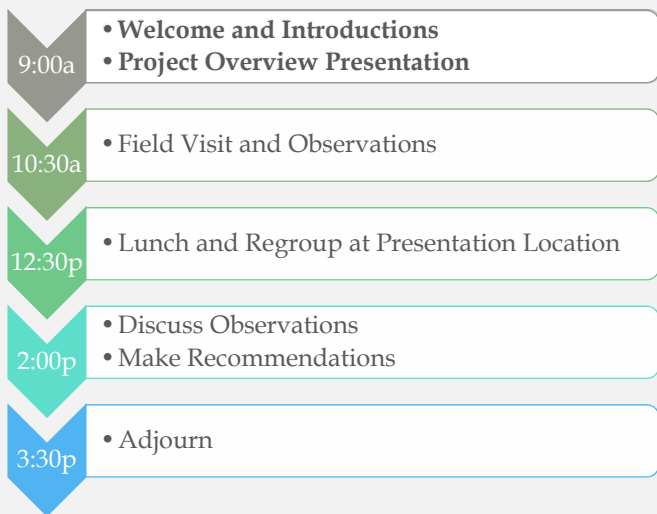 9:00a
• Welcome and Introductions
• Project Overview Presentation
10:30a
• Field Visit and Observations
12:30p
• Lunch and Regroup at Presentation Location
2:00p
• Discuss Observations
• Make Recommendations
3:30p
• Adjourn